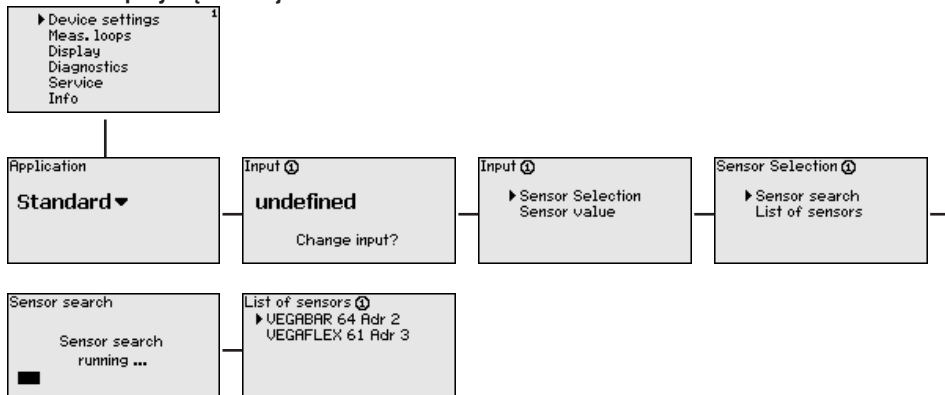 Device settings 1
Meas. loops
Display
Diagnostics
Service
Info
Application
Standard
Input ①
undefined
Change input?
Input ①
Sensor Selection
Sensor value
Sensor Selection ①
Sensor search
List of sensors
Sensor search
Sensor search
running ...
List of sensors ①
VEGABAR 64 Adr 2
VEGAFLEX 61 Adr 3